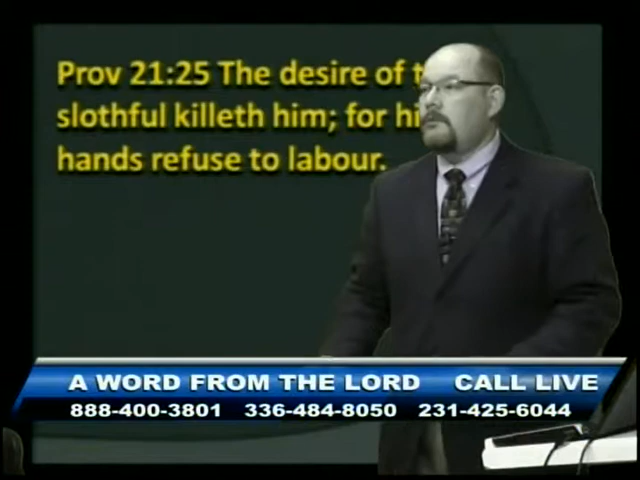 Prov 21:25 The desire of
slothful killeth him; for
hands refuse to labour.
A WORD FROM THE LORD CALL LIVE
888-400-3801 336-484-8050 231-425-6044